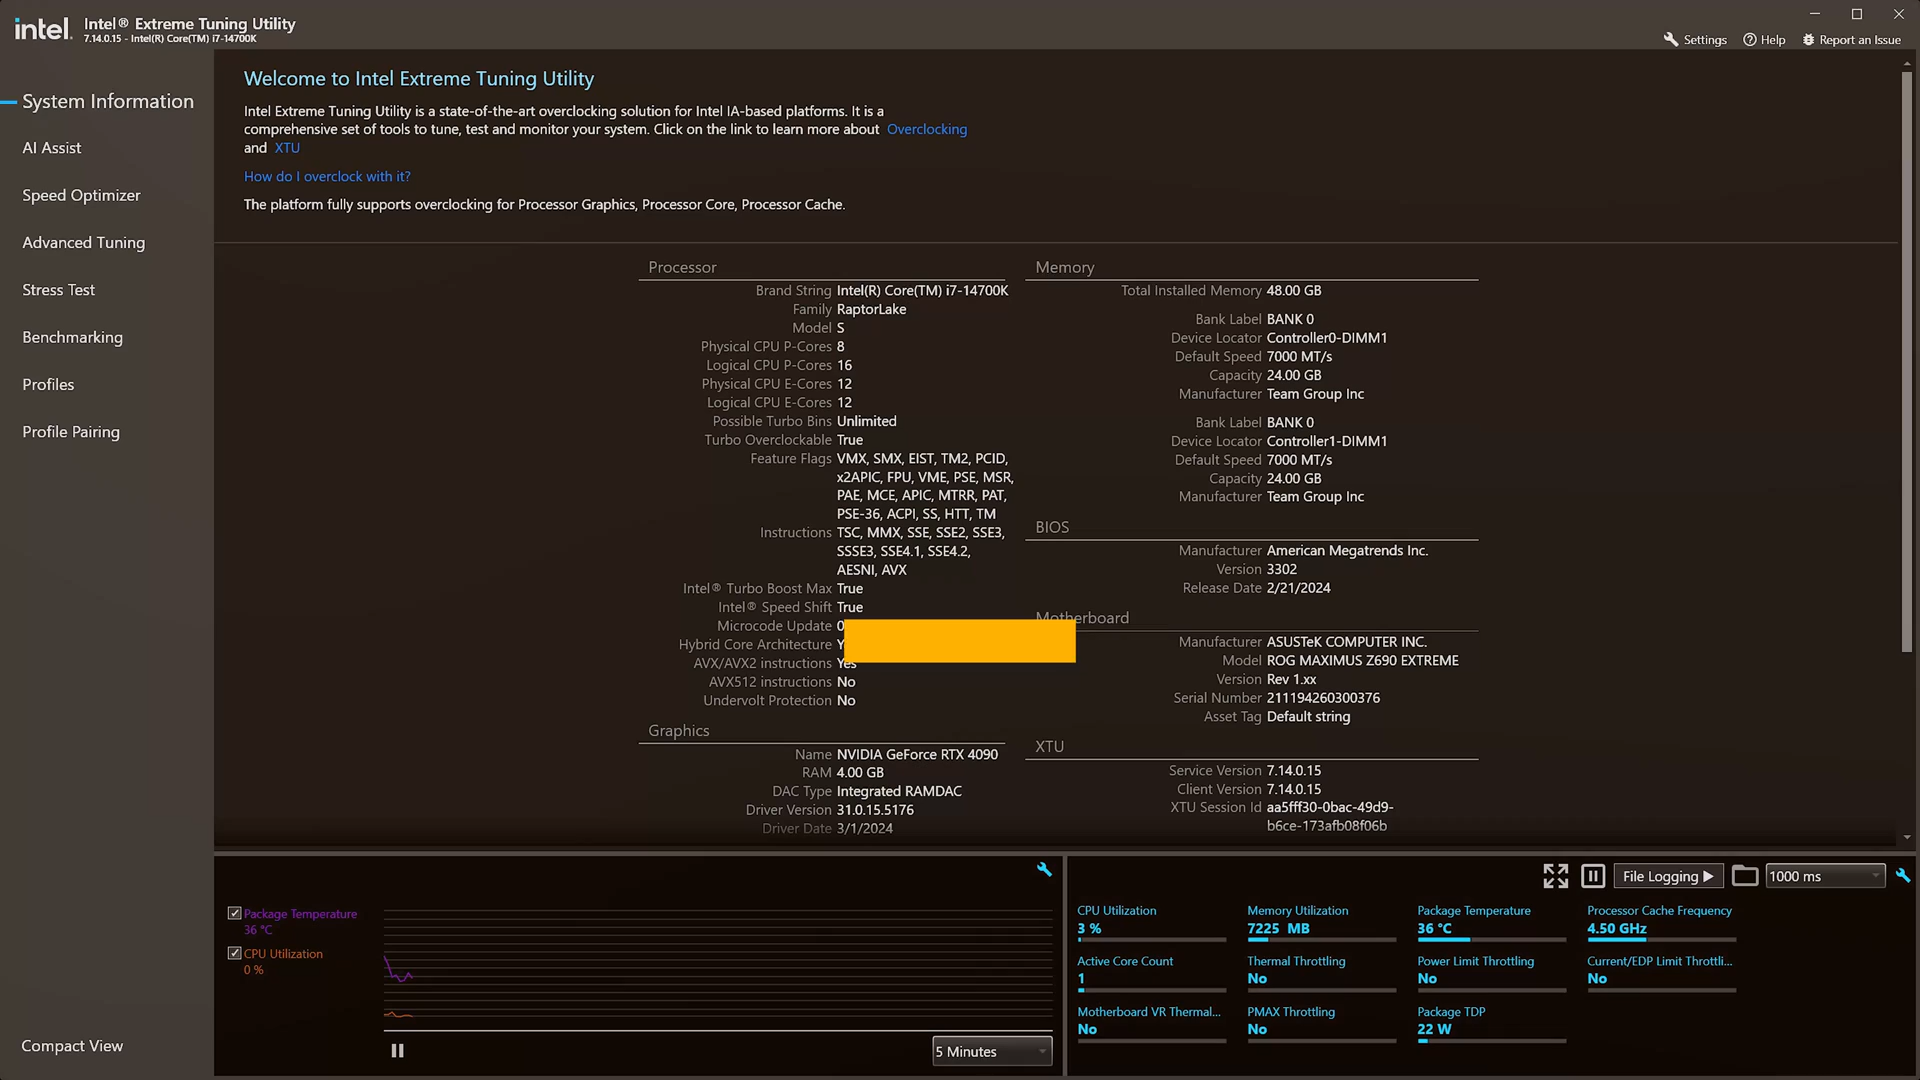 intel.
Intel® Extreme Tuning Utility
7.14.0.15 - Intel(R) Core(TM) i7-14700K
Settings
Help
Report an Issue
System Information
AI Assist
Speed Optimizer
Advanced Tuning
Stress Test
Benchmarking
Profiles
Profile Pairing
Compact View
Welcome to Intel Extreme Tuning Utility
Intel Extreme Tuning Utility is a state-of-the-art overclocking solution for Intel IA-based platforms. It is a
comprehensive set of tools to tune, test and monitor your system. Click on the link to learn more about Overclocking
and XTU
How do I overclock with it?
The platform fully supports overclocking for Processor Graphics, Processor Core, Processor Cache.
Processor
Brand String Intel(R) Core(TM) i7-14700K
Family RaptorLake
Model S
Physical CPU P-Cores 8
Logical CPU P-Cores 16
Physical CPU E-Cores 12
Logical CPU E-Cores 12
Possible Turbo Bins Unlimited
Turbo Overclockable True
Feature Flags VMX, SMX, EIST, TM2, PCID,
x2APIC, FPU, VME, PSE, MSR,
PAE, MCE, APIC, MTRR, PAT,
PSE-36, ACPI, SS, HTT, TM
Instructions TSC, MMX, SSE, SSE2, SSE3,
SSSE3, SSE4.1, SSE4.2,
AESNI, AVX
Intel® Turbo Boost Max True
Intel® Speed Shift True
Microcode Update
Hybrid Core Architecture
AVX/AVX2 instructions Yes
AVX512 instructions No
Undervolt Protection No
Graphics
Name NVIDIA GeForce RTX 4090
RAM 4.00 GB
DAC Type Integrated RAMDAC
Driver Version 31.0.15.5176
Driver Date 3/1/2024
Memory
Total Installed Memory 48.00 GB
Bank Label BANK 0
Device Locator Controller0-DIMM1
Default Speed 7000 MT/s
Capacity 24.00 GB
Manufacturer Team Group Inc
Bank Label BANK 0
Device Locator Controller1-DIMM1
Default Speed 7000 MT/s
Capacity 24.00 GB
Manufacturer Team Group Inc
BIOS
Manufacturer American Megatrends Inc.
Version 3302
Release Date 2/21/2024
Motherboard
Manufacturer ASUSTeK COMPUTER INC.
Model ROG MAXIMUS Z690 EXTREME
Version Rev 1.xx
Serial Number 211194260300376
Asset Tag Default string
XTU
Service Version 7.14.0.15
Client Version 7.14.0.15
XTU Session Id aa5fff30-0bac-49d9-
b6ce-173afb08f06b
Package Temperature
36 °C
CPU Utilization
0 %
5 Minutes
File Logging
1000 ms
CPU Utilization
3 %
Memory Utilization
7225 MB
Package Temperature
36 °C
Processor Cache Frequency
4.50 GHz
Active Core Count
1
Thermal Throttling
No
Power Limit Throttling
No
Current/EDP Limit Throttli...
No
Motherboard VR Thermal...
No
PMAX Throttling
No
Package TDP
22 W